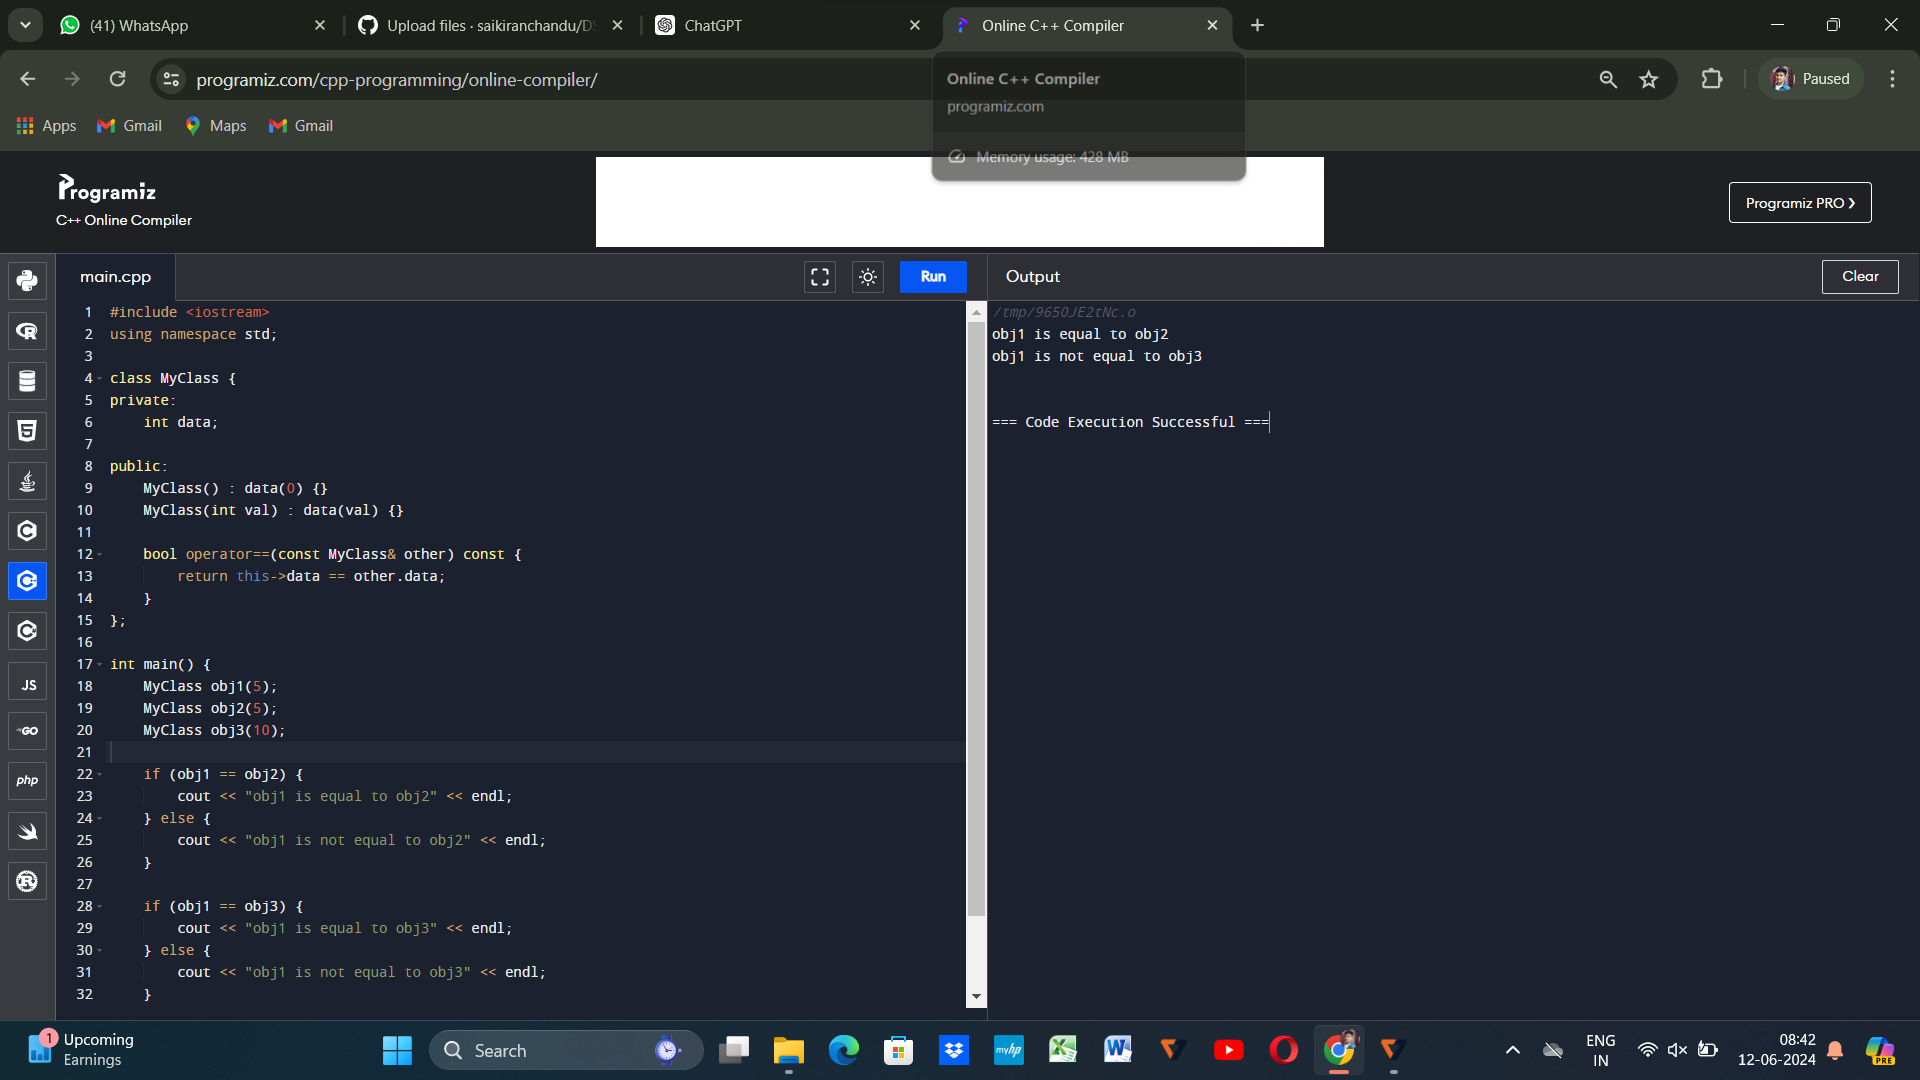 (41) WhatsApp
Upload files · saikiranchandu/DS
ChatGPT
Online C++ Compiler
programiz.com/cpp-programming/online-compiler/
Paused
Online C++ Compiler
programiz.com
Memory usage: 428 MB
Apps
Gmail
Maps
Gmail
Programiz
C++ Online Compiler
Programiz PRO ❯
main.cpp
Run
Output
Clear
1 #include <iostream>
2 using namespace std;
3
4 class MyClass {
5 private:
6 int data;
7
8 public:
9 MyClass() : data(0) {}
10 MyClass(int val) : data(val) {}
11
12 bool operator==(const MyClass& other) const {
13 return this->data == other.data;
14 }
15 };
16
17 int main() {
18 MyClass obj1(5);
19 MyClass obj2(5);
20 MyClass obj3(10);
21
22 if (obj1 == obj2) {
23 cout << "obj1 is equal to obj2" << endl;
24 } else {
25 cout << "obj1 is not equal to obj2" << endl;
26 }
27
28 if (obj1 == obj3) {
29 cout << "obj1 is equal to obj3" << endl;
30 } else {
31 cout << "obj1 is not equal to obj3" << endl;
32 }
/tmp/965OJE2tNc.o
obj1 is equal to obj2
obj1 is not equal to obj3
=== Code Execution Successful ===
JS
GO
php
1
Upcoming
Earnings
Search
myhp
ENG
IN
08:42
12-06-2024
PRE